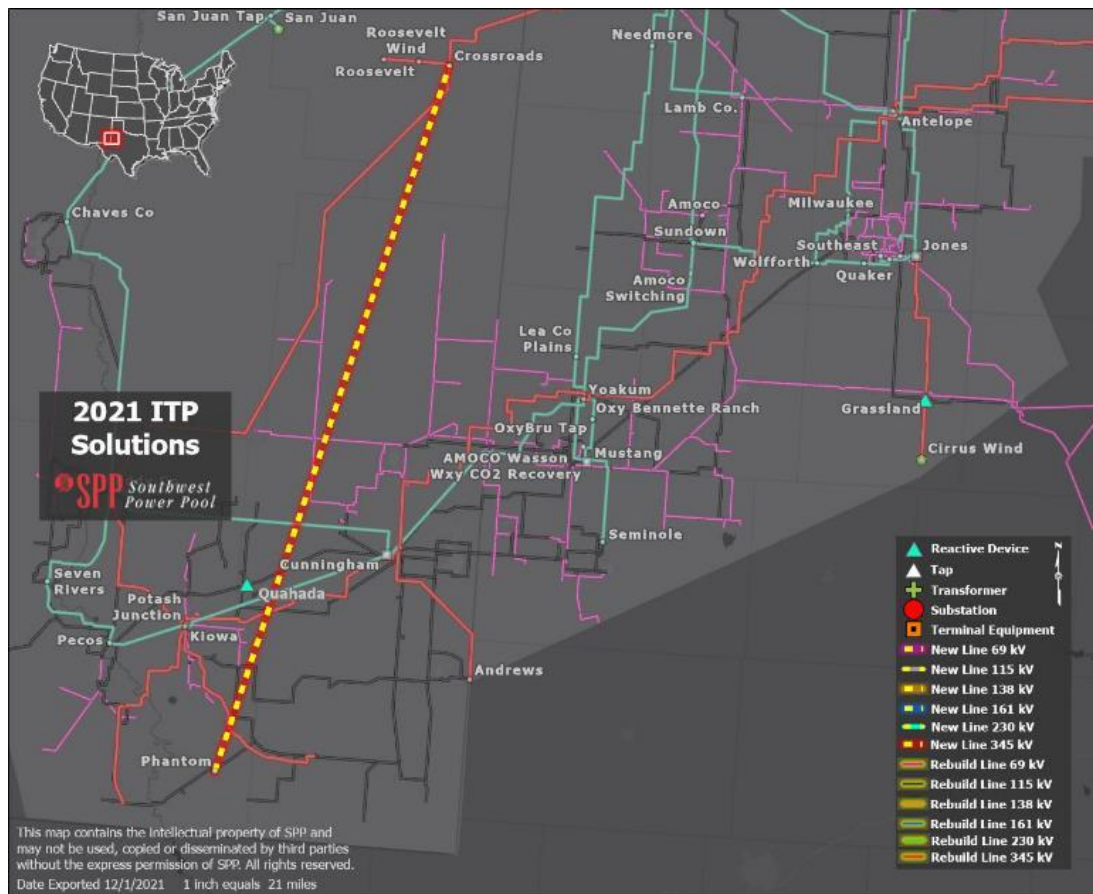 San Juan Tap
San Juan
Roosevelt
Wind
Crossroads
Roosevelt
Needmore
Lamb Co.
Antelope
Chaves Co
Amoco
Milwaukee
Sundown
Southeast
Jones
Wolfforth
Quaker
Amoco
Switching
Lea Co
Plains
Yoakum
Oxy Bennette Ranch
Grassland
OxyBru Tap
Cirrus Wind
AMOCO Wasson
Mustang
Wxy CO2 Recovery
2021 ITP
Solutions
SPP Southwest
Power Pool
Seminole
Cunningham
Seven
Rivers
Quahada
Potash
Junction
Pecos
Kiowa
Andrews
Phantom
N
Reactive Device
Tap
Transformer
Substation
Terminal Equipment
New Line 69 kV
New Line 115 kV
New Line 138 kV
New Line 161 kV
New Line 230 kV
New Line 345 kV
Rebuild Line 69 kV
Rebuild Line 115 kV
Rebuild Line 138 kV
Rebuild Line 161 kV
Rebuild Line 230 kV
Rebuild Line 345 kV
This map contains the intellectual property of SPP and
may not be used, copied or disseminated by third parties
without the express permission of SPP. All rights reserved.
Date Exported 12/1/2021 1 inch equals 21 miles